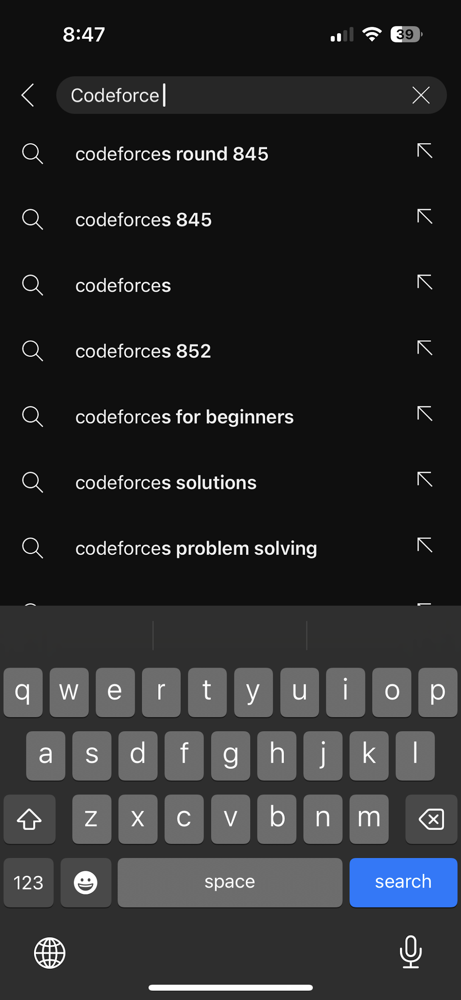 8:47
39
Codeforce
codeforces round 845
codeforces 845
codeforces
codeforces 852
codeforces for beginners
codeforces solutions
codeforces problem solving
q w e r t y u i o p
a s d f g h j k l
z x c v b n m
123 space search